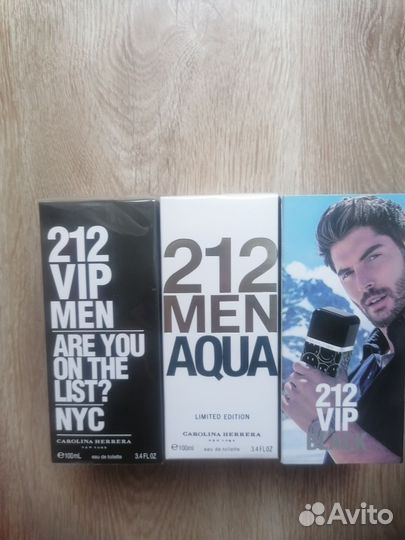 212
VIP
MEN
ARE YOU
ON THE
LIST?
NYC
CAROLINA HERRERA
NEW YORK
℮100mL eau de toilette 3.4 FL OZ
212
MEN
AQUA
LIMITED EDITION
CAROLINA HERRERA
NEW YORK
℮100ml eau de toilette 3.4 FL OZ
212
VIP
BLACK
Avito